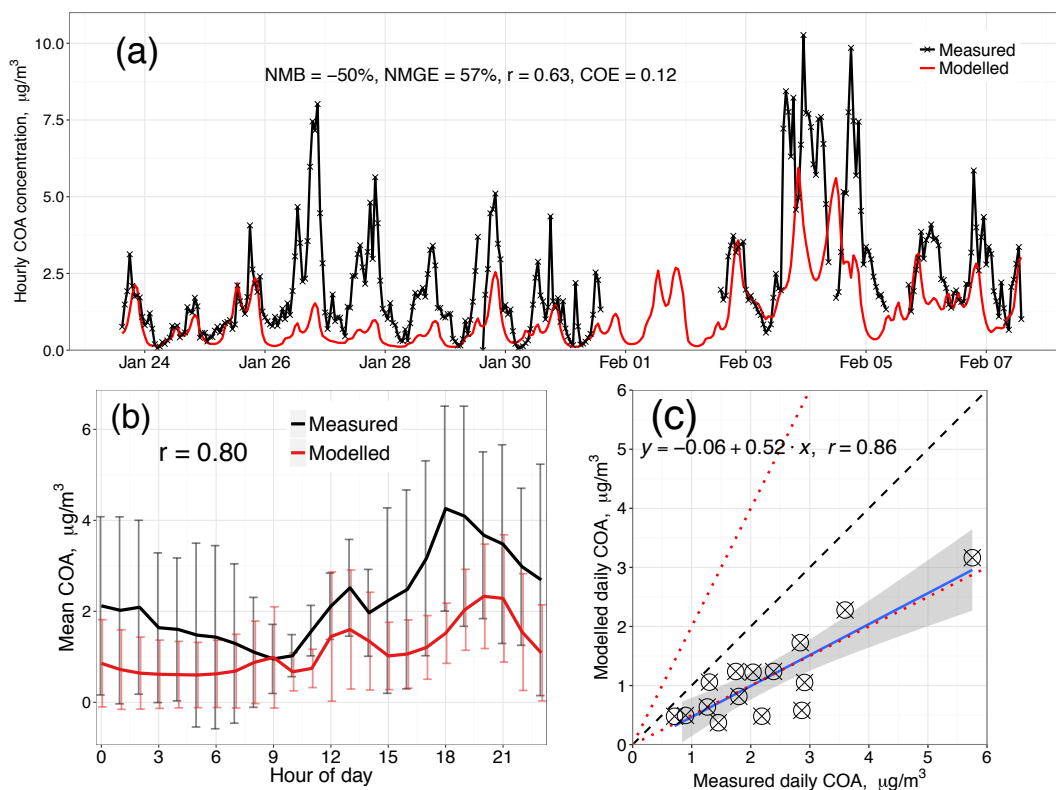 (a)
NMB = −50%, NMGE = 57%, r = 0.63, COE = 0.12
Measured
Modelled
Hourly COA concentration, μg/m³
10.0
7.5
5.0
2.5
0.0
Jan 24 Jan 26 Jan 28 Jan 30 Feb 01 Feb 03 Feb 05 Feb 07
(b)
r = 0.80
Measured
Modelled
Mean COA, μg/m³
6
4
2
0
0 3 6 9 12 15 18 21
Hour of day
(c)
y = −0.06 + 0.52 · x, r = 0.86
Modelled daily COA, μg/m³
6
5
4
3
2
1
0
0 1 2 3 4 5 6
Measured daily COA, μg/m³